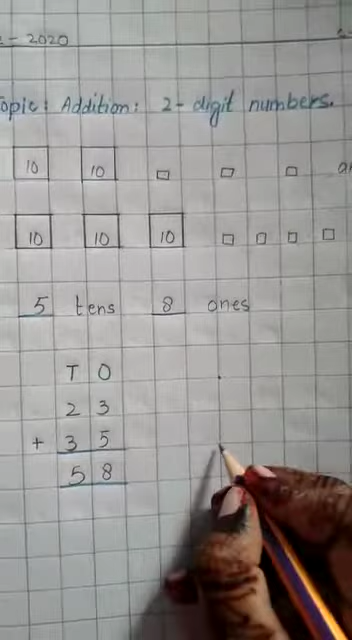 - 2020
Topic: Addition: 2-digit numbers.
10 10
10 10 10
5 tens 8 ones
T O
2 3
+ 3 5
5 8